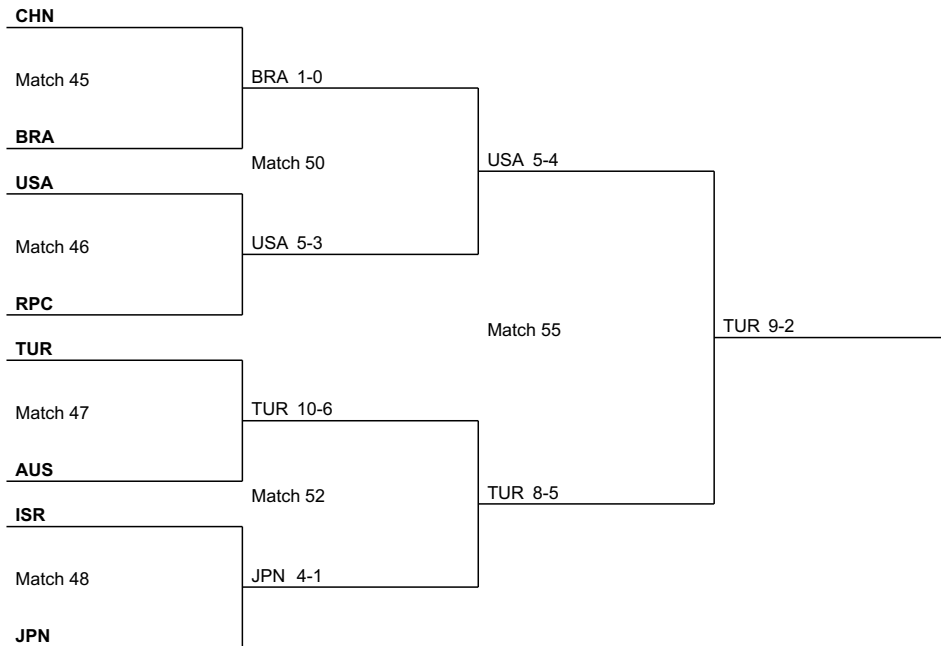 CHN
Match 45
BRA 1-0
BRA
Match 50
USA 5-4
USA
Match 46
USA 5-3
RPC
Match 55
TUR 9-2
TUR
Match 47
TUR 10-6
AUS
Match 52
TUR 8-5
ISR
Match 48
JPN 4-1
JPN